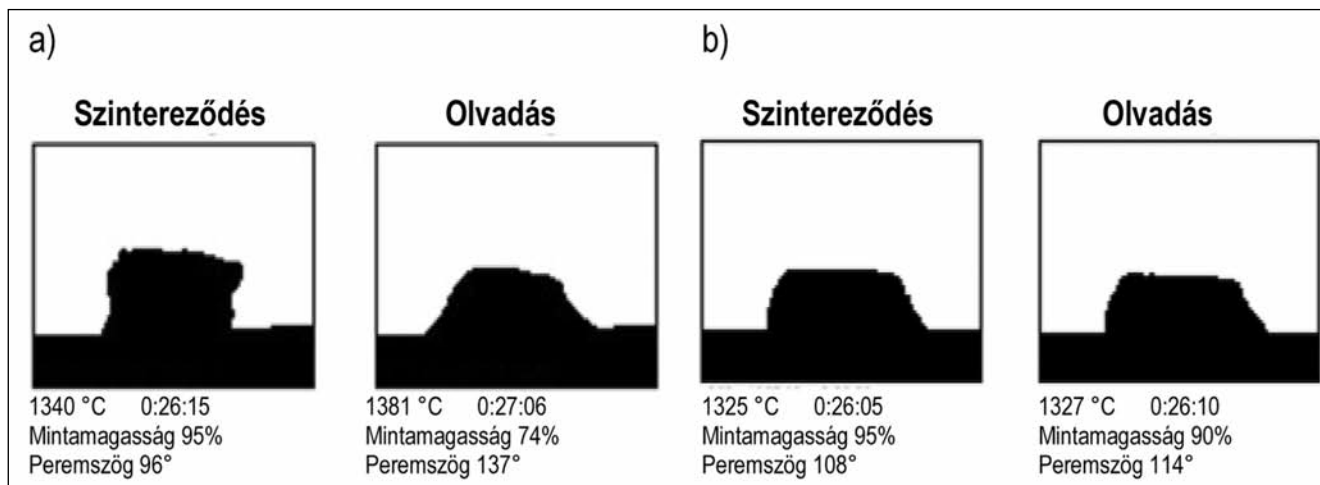 a)
Szintereződés
1340 °C 0:26:15
Mintamagasság 95%
Peremszög 96°
Olvadás
1381 °C 0:27:06
Mintamagasság 74%
Peremszög 137°
b)
Szintereződés
1325 °C 0:26:05
Mintamagasság 95%
Peremszög 108°
Olvadás
1327 °C 0:26:10
Mintamagasság 90%
Peremszög 114°